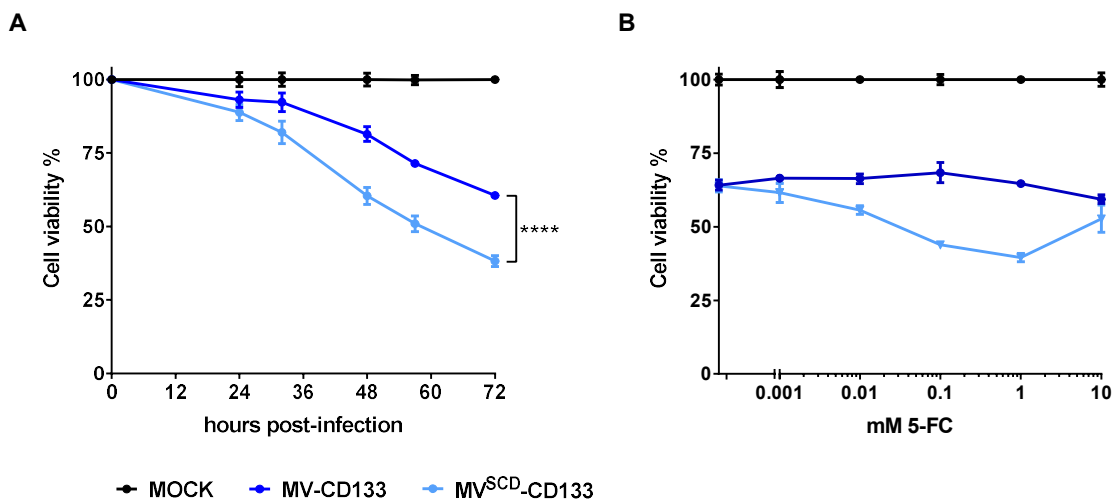 A
Cell viability %
100
75
50
25
0
0 12 24 36 48 60 72
hours post-infection
****
B
Cell viability %
100
75
50
25
0
0.001 0.01 0.1 1 10
mM 5-FC
MOCK MV-CD133 MV^SCD-CD133